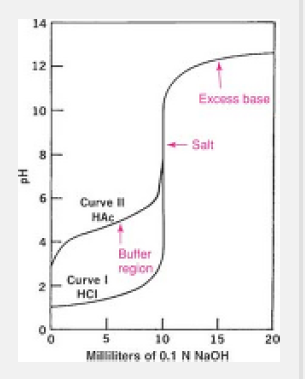 14
12
10
8
6
4
2
0
pH
Excess base
Salt
Curve II
HAc
Buffer
region
Curve I
HCl
0
5
10
15
20
Milliliters of 0.1 N NaOH